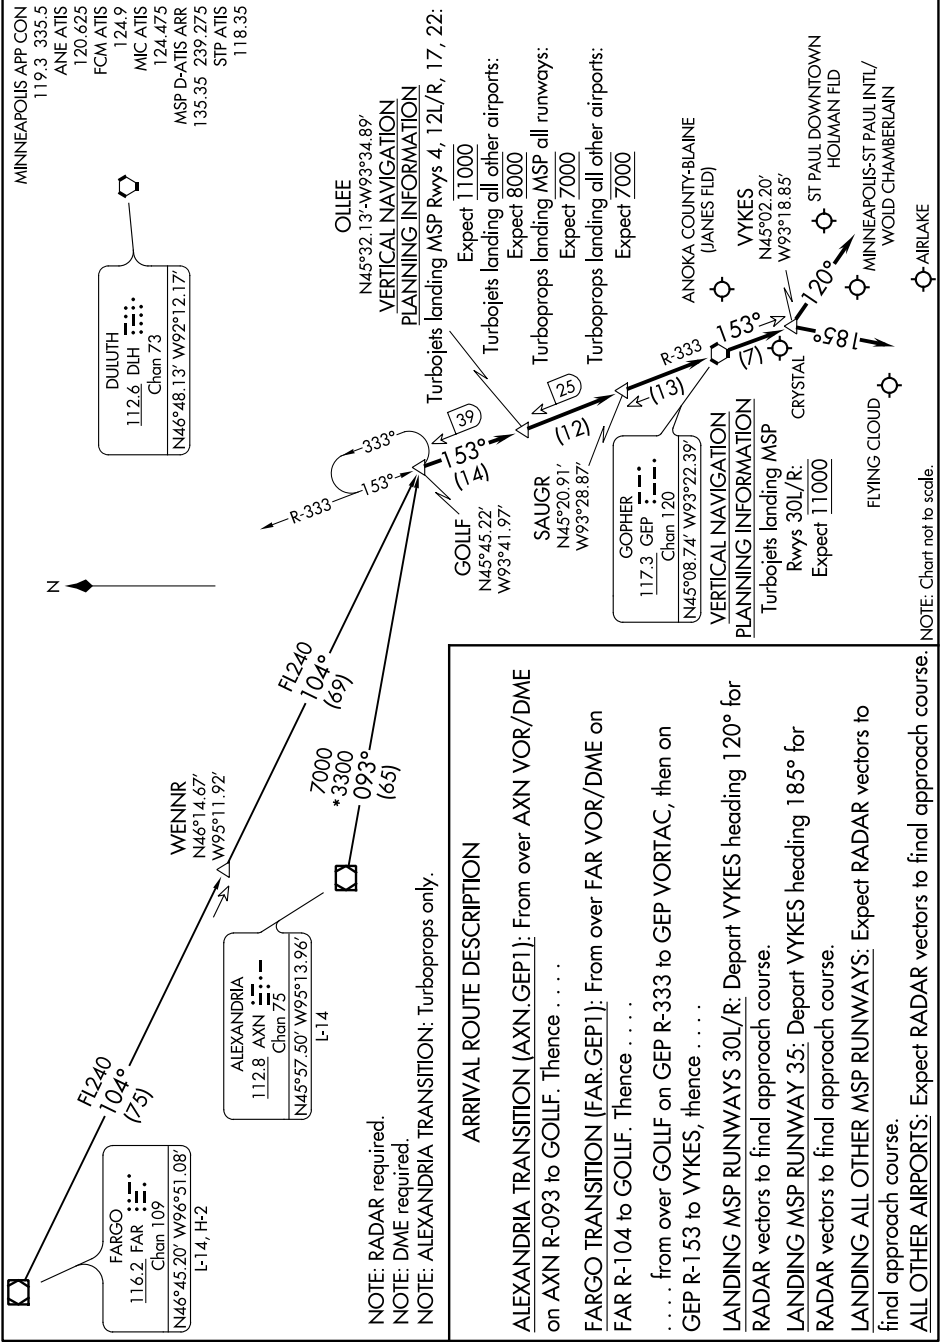 MINNEAPOLIS APP CON
119.3 335.5
ANE ATIS
120.625
FCM ATIS
124.9
MIC ATIS
124.475
MSP D-ATIS ARR
135.35 239.275
STP ATIS
118.35
DULUTH
112.6 DLH
Chan 73
N46°48.13' W92°12.17'
N
FARGO
116.2 FAR
Chan 109
N46°45.20' W96°51.08'
L-14, H-2
FL240
104°
(75)
WENNR
N46°14.67'
W95°11.92'
FL240
104°
(69)
ALEXANDRIA
112.8 AXN
Chan 75
N45°57.50' W95°13.96'
L-14
7000
*3300
093°
(65)
R-333
153°
333°
GOLLF
N45°45.22'
W93°41.97'
39
153°
(14)
OLLEE
N45°32.13'-W93°34.89'
VERTICAL NAVIGATION
PLANNING INFORMATION
Turbojets landing MSP Rwys 4, 12L/R, 17, 22:
Expect 11000
Turbojets landing all other airports:
Expect 8000
Turboprops landing MSP all runways:
Expect 7000
Turboprops landing all other airports:
Expect 7000
25
(12)
SAUGR
N45°20.91'
W93°28.87'
(13)
R-333
GOPHER
117.3 GEP
Chan 120
N45°08.74' W93°22.39'
VERTICAL NAVIGATION
PLANNING INFORMATION
Turbojets landing MSP
Rwys 30L/R:
Expect 11000
153°
(7)
ANOKA COUNTY-BLAINE
(JANES FLD)
VYKES
N45°02.20'
W93°18.85'
CRYSTAL
120°
185°
ST PAUL DOWNTOWN
HOLMAN FLD
MINNEAPOLIS-ST PAUL INTL/
WOLD CHAMBERLAIN
FLYING CLOUD
AIRLAKE
NOTE: Chart not to scale.
NOTE: RADAR required.
NOTE: DME required.
NOTE: ALEXANDRIA TRANSITION: Turboprops only.
ARRIVAL ROUTE DESCRIPTION
ALEXANDRIA TRANSITION (AXN.GEP1): From over AXN VOR/DME
on AXN R-093 to GOLLF. Thence . . . .
FARGO TRANSITION (FAR.GEP1): From over FAR VOR/DME on
FAR R-104 to GOLLF. Thence . . . .
. . . . from over GOLLF on GEP R-333 to GEP VORTAC, then on
GEP R-153 to VYKES, thence . . . .
LANDING MSP RUNWAYS 30L/R: Depart VYKES heading 120° for
RADAR vectors to final approach course.
LANDING MSP RUNWAY 35: Depart VYKES heading 185° for
RADAR vectors to final approach course.
LANDING ALL OTHER MSP RUNWAYS: Expect RADAR vectors to
final approach course.
ALL OTHER AIRPORTS: Expect RADAR vectors to final approach course.